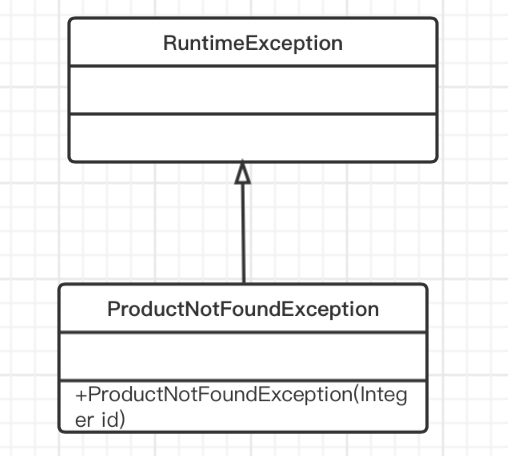 RuntimeException
ProductNotFoundException
+ProductNotFoundException(Integ
er id)